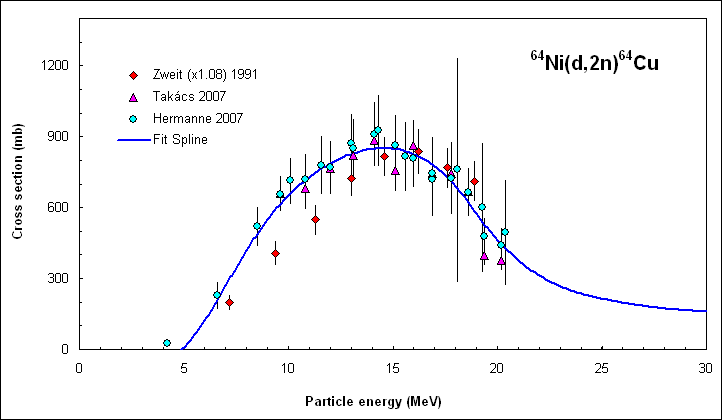 ⁶⁴Ni(d,2n)⁶⁴Cu
Zweit (x1.08) 1991
Takács 2007
Hermanne 2007
Fit Spline
Cross section (mb)
1200
900
600
300
0
0 5 10 15 20 25 30
Particle energy (MeV)